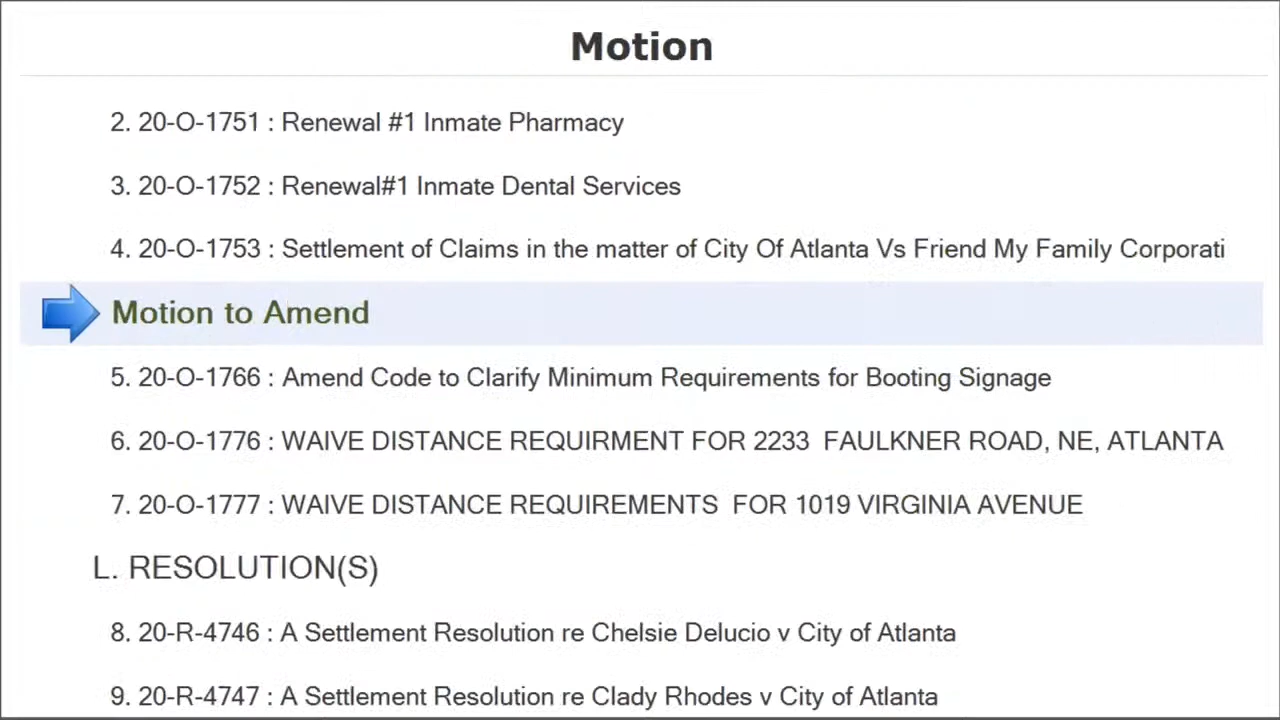 Motion
2. 20-O-1751 : Renewal #1 Inmate Pharmacy
3. 20-O-1752 : Renewal#1 Inmate Dental Services
4. 20-O-1753 : Settlement of Claims in the matter of City Of Atlanta Vs Friend My Family Corporati
Motion to Amend
5. 20-O-1766 : Amend Code to Clarify Minimum Requirements for Booting Signage
6. 20-O-1776 : WAIVE DISTANCE REQUIRMENT FOR 2233  FAULKNER ROAD, NE, ATLANTA
7. 20-O-1777 : WAIVE DISTANCE REQUIREMENTS  FOR 1019 VIRGINIA AVENUE
L. RESOLUTION(S)
8. 20-R-4746 : A Settlement Resolution re Chelsie Delucio v City of Atlanta
9. 20-R-4747 : A Settlement Resolution re Clady Rhodes v City of Atlanta